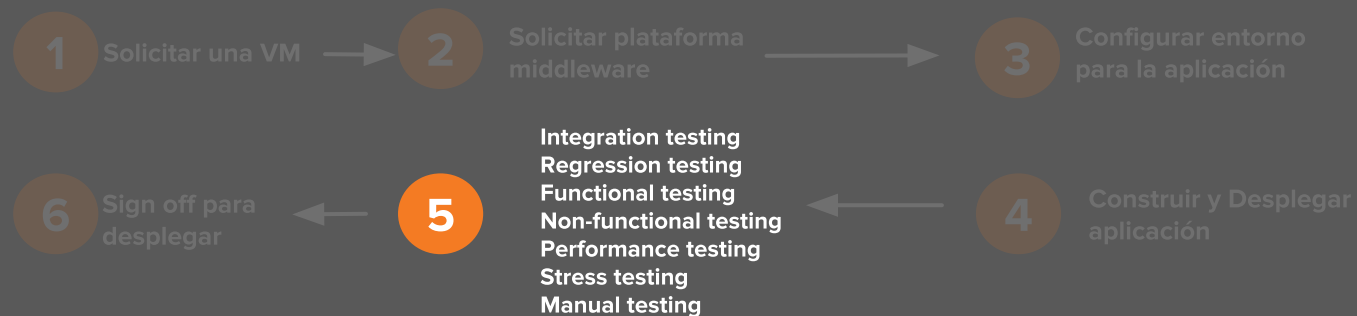 1
Solicitar una VM
2
Solicitar plataforma
middleware
3
Configurar entorno
para la aplicación
4
Construir y Desplegar
aplicación
5
Integration testing
Regression testing
Functional testing
Non-functional testing
Performance testing
Stress testing
Manual testing
6
Sign off para
desplegar